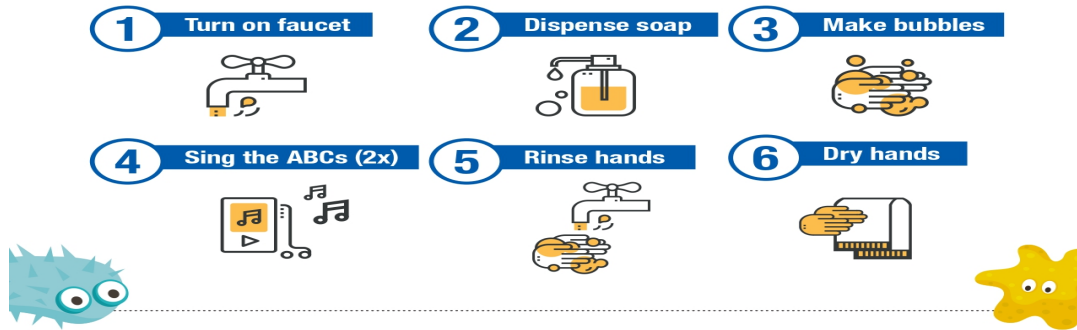 1 Turn on faucet
2 Dispense soap
3 Make bubbles
4 Sing the ABCs (2x)
5 Rinse hands
6 Dry hands